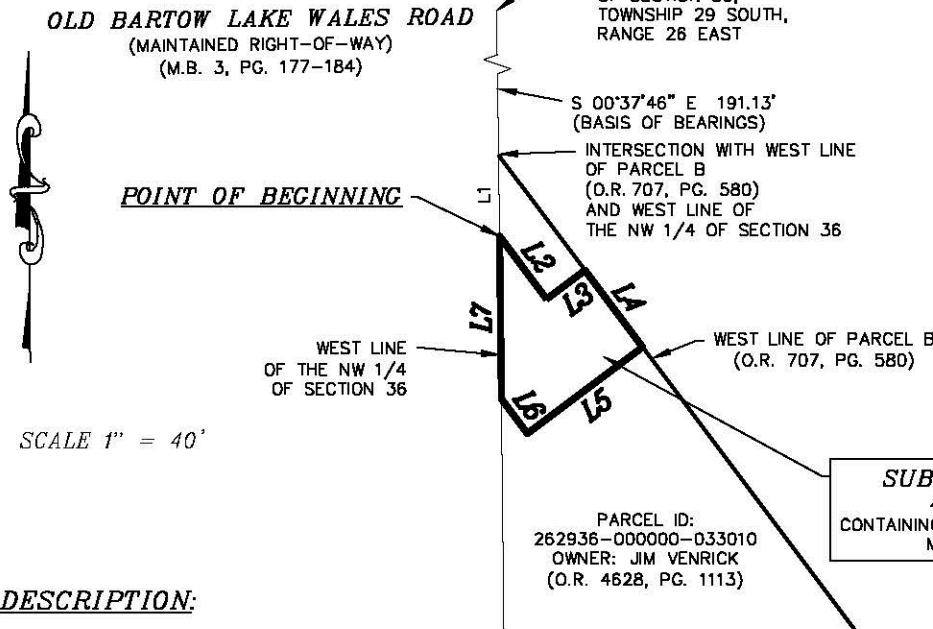 OLD BARTOW LAKE WALES ROAD
(MAINTAINED RIGHT-OF-WAY)
(M.B. 3, PG. 177-184)
TOWNSHIP 29 SOUTH,
RANGE 26 EAST
S 00°37'46" E 191.13'
(BASIS OF BEARINGS)
INTERSECTION WITH WEST LINE
OF PARCEL B
(O.R. 707, PG. 580)
AND WEST LINE OF
THE NW 1/4 OF SECTION 36
L1
POINT OF BEGINNING
L2
L3
L4
L7
WEST LINE
OF THE NW 1/4
OF SECTION 36
WEST LINE OF PARCEL B
(O.R. 707, PG. 580)
L5
L6
SCALE 1" = 40'
SUB
CONTAINING
PARCEL ID:
262936-000000-033010
OWNER: JIM VENRICK
(O.R. 4628, PG. 1113)
DESCRIPTION: